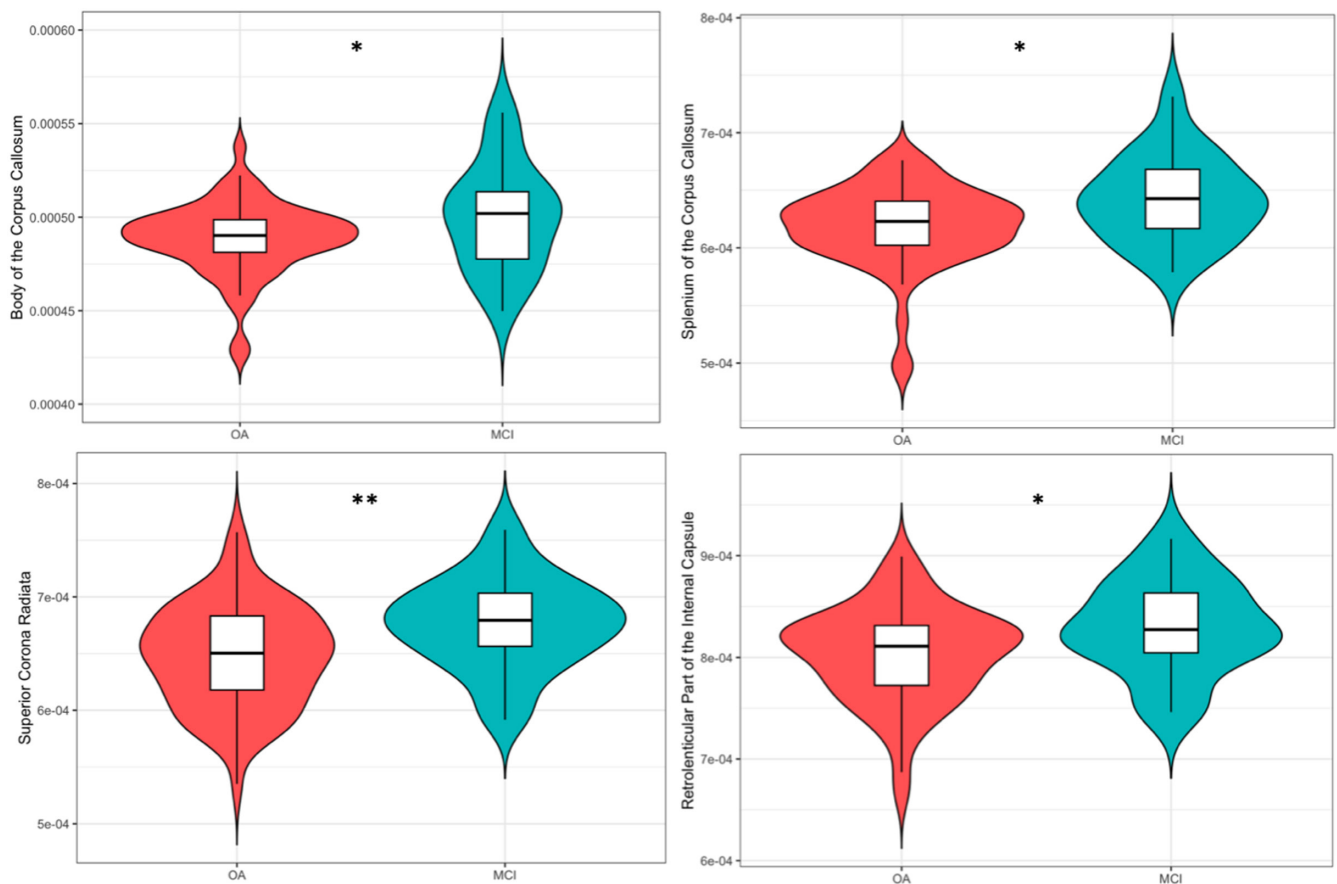 Body of the Corpus Callosum
0.00060
0.00055
0.00050
0.00045
0.00040
*
OA
MCI
Splenium of the Corpus Callosum
8e-04
7e-04
6e-04
5e-04
*
OA
MCI
Superior Corona Radiata
8e-04
7e-04
6e-04
5e-04
**
OA
MCI
Retrolenticular Part of the Internal Capsule
9e-04
8e-04
7e-04
6e-04
*
OA
MCI